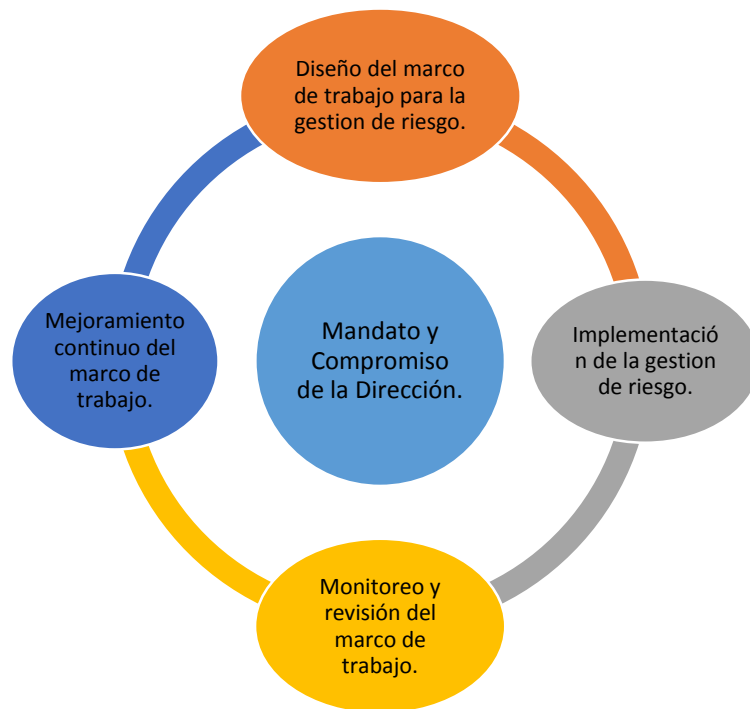 Diseño del marco
de trabajo para la
gestion de riesgo.
Mejoramiento
continuo del
marco de
trabajo.
Mandato y
Compromiso
de la Dirección.
Implementació
n de la gestion
de riesgo.
Monitoreo y
revisión del
marco de
trabajo.